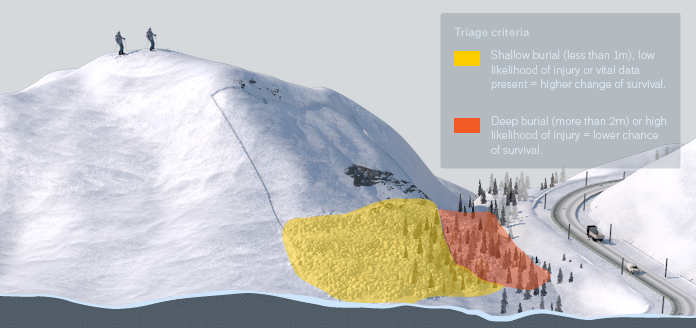 Triage criteria
Shallow burial (less than 1m), low
likelihood of injury or vital data
present = higher change of survival.
Deep burial (more than 2m) or high
likelihood of injury = lower chance
of survival.